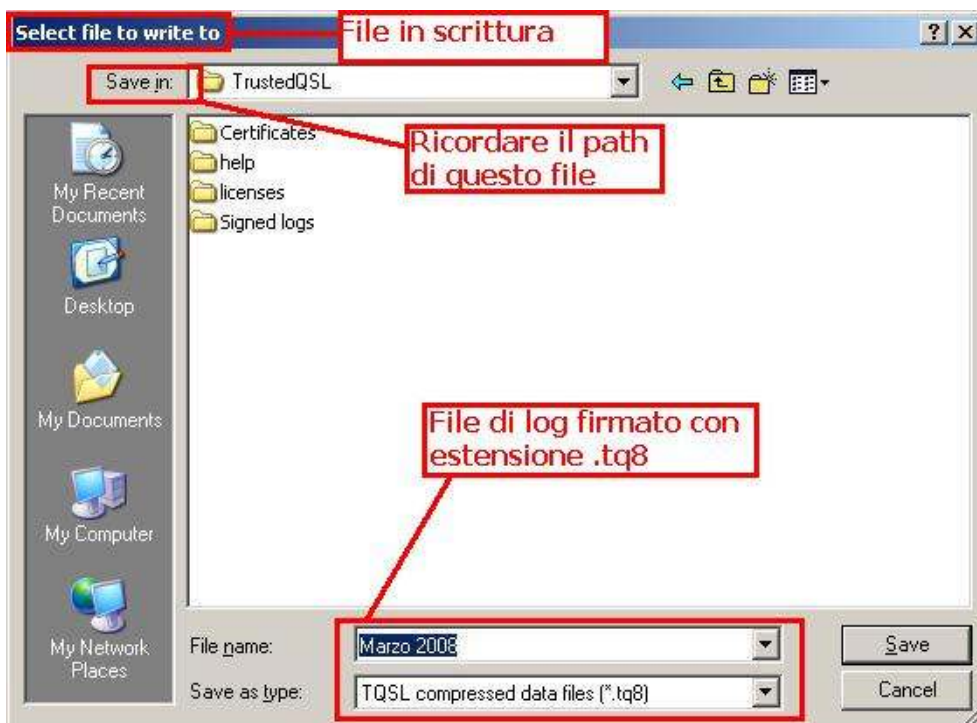 Select file to write to
File in scrittura
Save in:
TrustedQSL
Certificates
help
licenses
Signed logs
Ricordare il path
di questo file
My Recent
Documents
Desktop
My Documents
My Computer
My Network
Places
File di log firmato con
estensione .tq8
File name:
Marzo 2008
Save
Save as type:
TQSL compressed data files (*.tq8)
Cancel